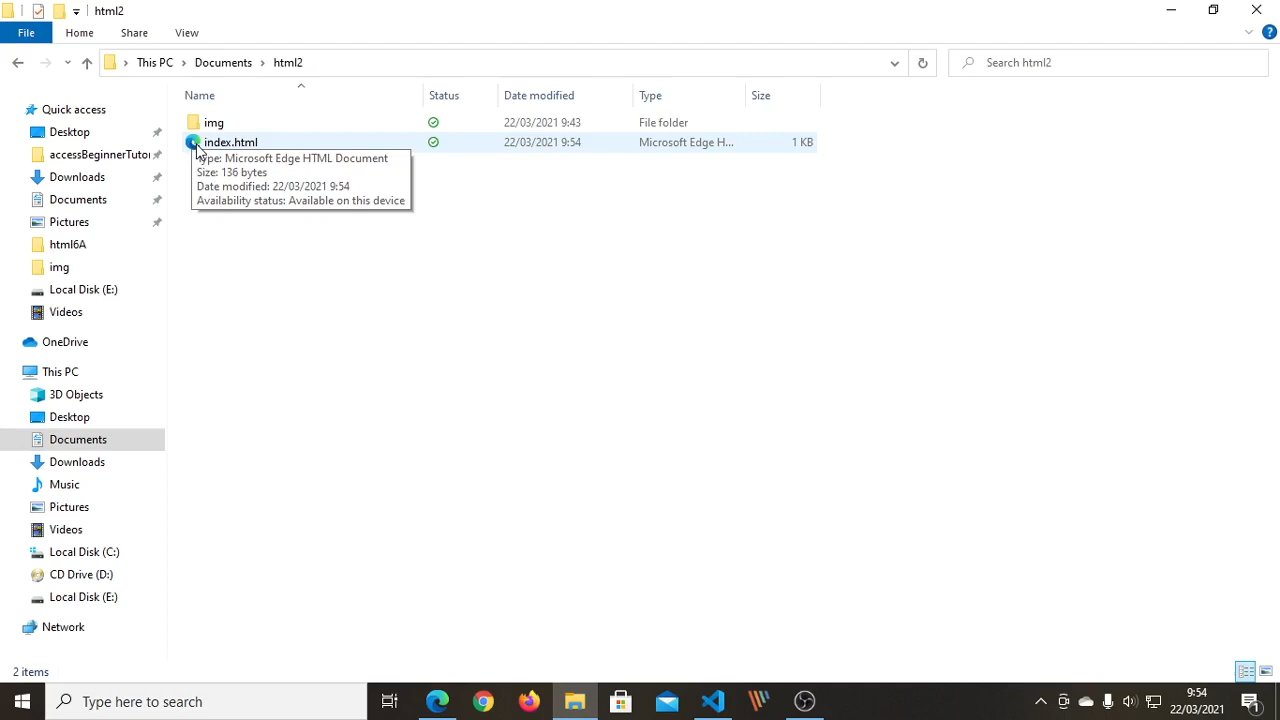 html2
File
Home
Share
View
This PC
Documents
html2
Search html2
Name
Status
Date modified
Type
Size
img
22/03/2021 9:43
File folder
index.html
22/03/2021 9:54
Microsoft Edge H...
1 KB
Type: Microsoft Edge HTML Document
Size: 136 bytes
Date modified: 22/03/2021 9:54
Availability status: Available on this device
Quick access
Desktop
accessBeginnerTutor
Downloads
Documents
Pictures
html6A
img
Local Disk (E:)
Videos
OneDrive
This PC
3D Objects
Desktop
Documents
Downloads
Music
Pictures
Videos
Local Disk (C:)
CD Drive (D:)
Local Disk (E:)
Network
2 items
Type here to search
9:54
22/03/2021
1